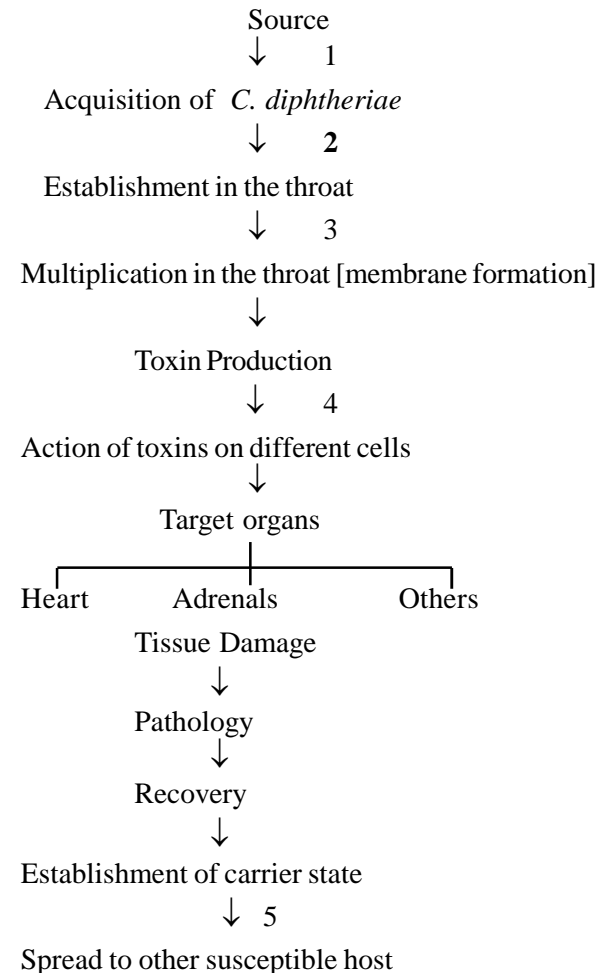 Source
↓ 1
Acquisition of C. diphtheriae
↓ 2
Establishment in the throat
↓ 3
Multiplication in the throat [membrane formation]
↓
Toxin Production
↓ 4
Action of toxins on different cells
↓
Target organs
Heart Adrenals Others
Tissue Damage
↓
Pathology
↓
Recovery
↓
Establishment of carrier state
↓ 5
Spread to other susceptible host